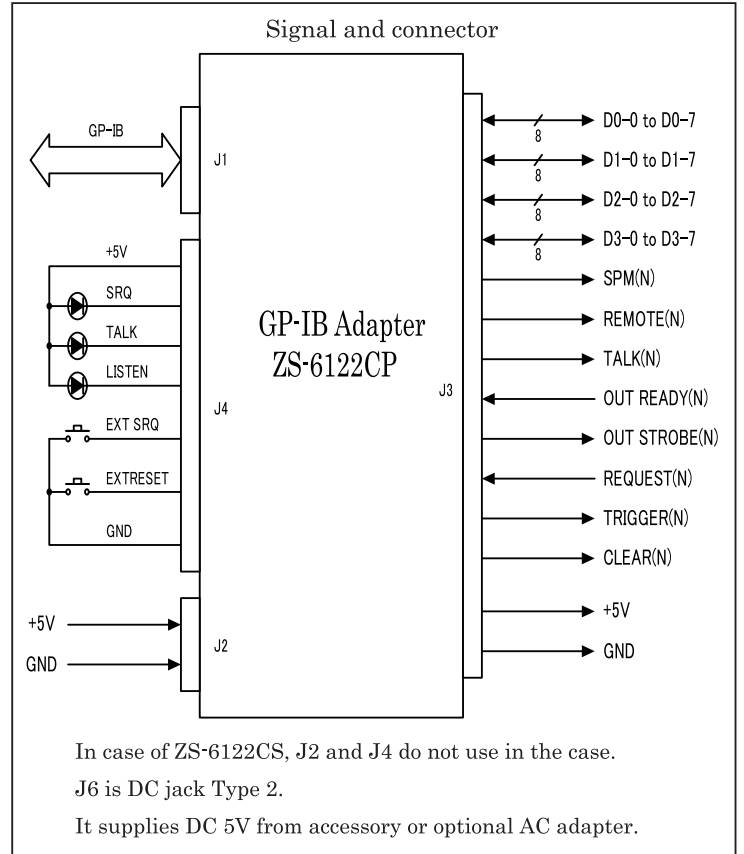 Signal and connector
GP-IB
J1
+5V
SRQ
TALK
LISTEN
EXT SRQ
EXTRESET
GND
J4
+5V
GND
J2
GP-IB Adapter
ZS-6122CP
J3
8
D0-0 to D0-7
8
D1-0 to D1-7
8
D2-0 to D2-7
8
D3-0 to D3-7
SPM(N)
REMOTE(N)
TALK(N)
OUT READY(N)
OUT STROBE(N)
REQUEST(N)
TRIGGER(N)
CLEAR(N)
+5V
GND
In case of ZS-6122CS, J2 and J4 do not use in the case.
J6 is DC jack Type 2.
It supplies DC 5V from accessory or optional AC adapter.